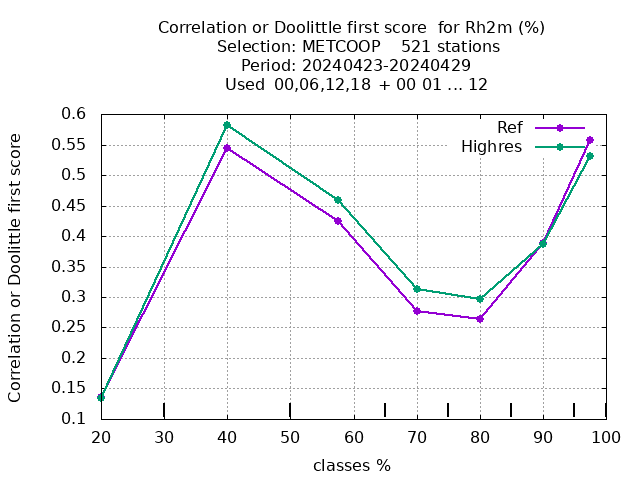 Correlation or Doolittle first score  for Rh2m (%)
Selection: METCOOP    521 stations
Period: 20240423-20240429
Used  00,06,12,18 + 00 01 ... 12
Ref
Highres
Correlation or Doolittle first score
0.6
0.55
0.5
0.45
0.4
0.35
0.3
0.25
0.2
0.15
0.1
20 30 40 50 60 70 80 90 100
classes %